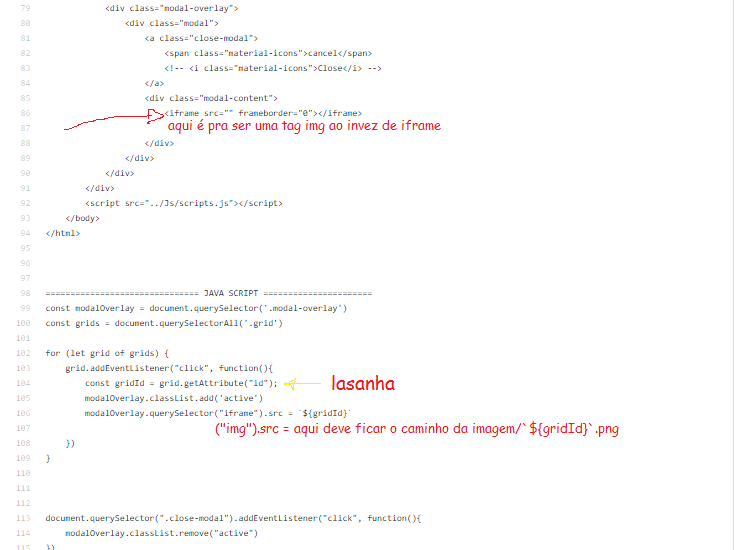 79 <div class="modal-overlay">
80 <div class="modal">
81 <a class="close-modal">
82 <span class="material-icons">cancel</span>
83 <!-- <i class="material-icons">Close</i> -->
84 </a>
85 <div class="modal-content">
86 <iframe src="" frameborder="0"></iframe>
87 aqui é pra ser uma tag img ao invez de iframe
88 </div>
89 </div>
90 </div>
91 </div>
92 <script src="../Js/scripts.js"></script>
93 </body>
94 </html>
95
96
97
98 =============================== JAVA SCRIPT ======================
99 const modalOverlay = document.querySelector('.modal-overlay')
100 const grids = document.querySelectorAll('.grid')
101
102 for (let grid of grids) {
103 grid.addEventListener("click", function(){
104 const gridId = grid.getAttribute("id"); lasanha
105 modalOverlay.classList.add('active')
106 modalOverlay.querySelector("iframe").src = `${gridId}`
107 ("img").src = aqui deve ficar o caminho da imagem/`${gridId}`.png
108 })
109 }
110
111
112
113 document.querySelector(".close-modal").addEventListener("click", function(){
114 modalOverlay.classList.remove("active")
115 })